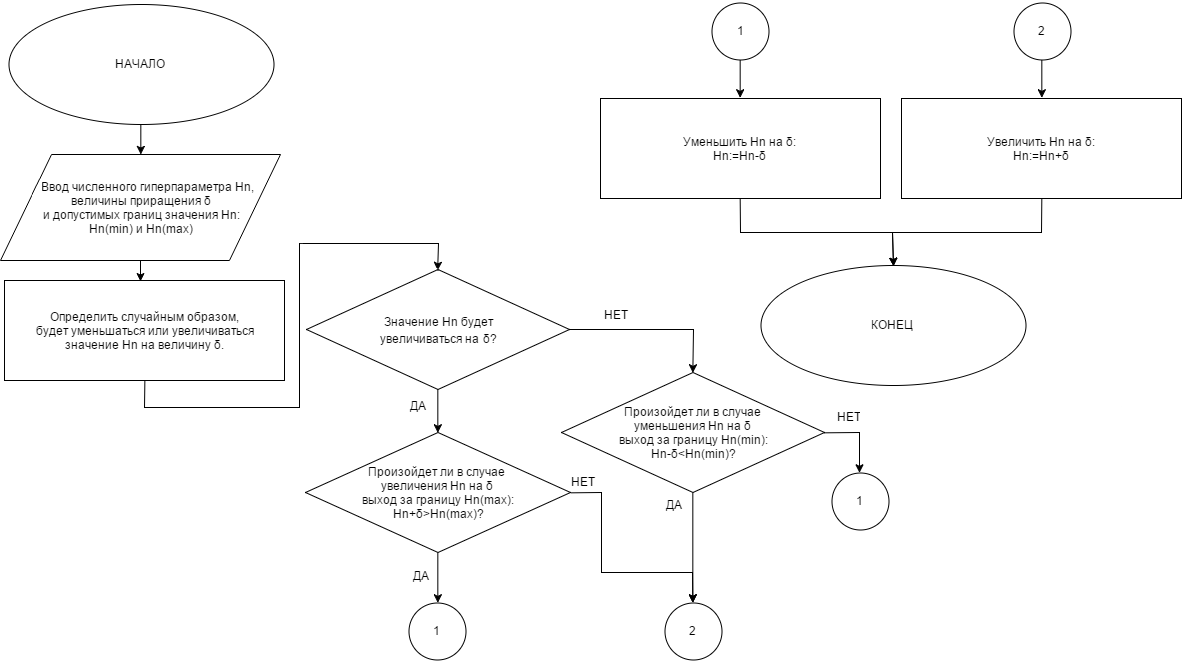 НАЧАЛО
Ввод численного гиперпараметра Hn,
величины приращения δ
и допустимых границ значения Hn:
Hn(min) и Hn(max)
Определить случайным образом,
будет уменьшаться или увеличиваться
значение Hn на величину δ.
Значение Hn будет
увеличиваться на δ?
НЕТ
ДА
Произойдет ли в случае
увеличения Hn на δ
выход за границу Hn(max):
Hn+δ>Hn(max)?
НЕТ
ДА
1
Произойдет ли в случае
уменьшения Hn на δ
выход за границу Hn(min):
Hn-δ<Hn(min)?
НЕТ
1
ДА
2
1
Уменьшить Hn на δ:
Hn:=Hn-δ
2
Увеличить Hn на δ:
Hn:=Hn+δ
КОНЕЦ